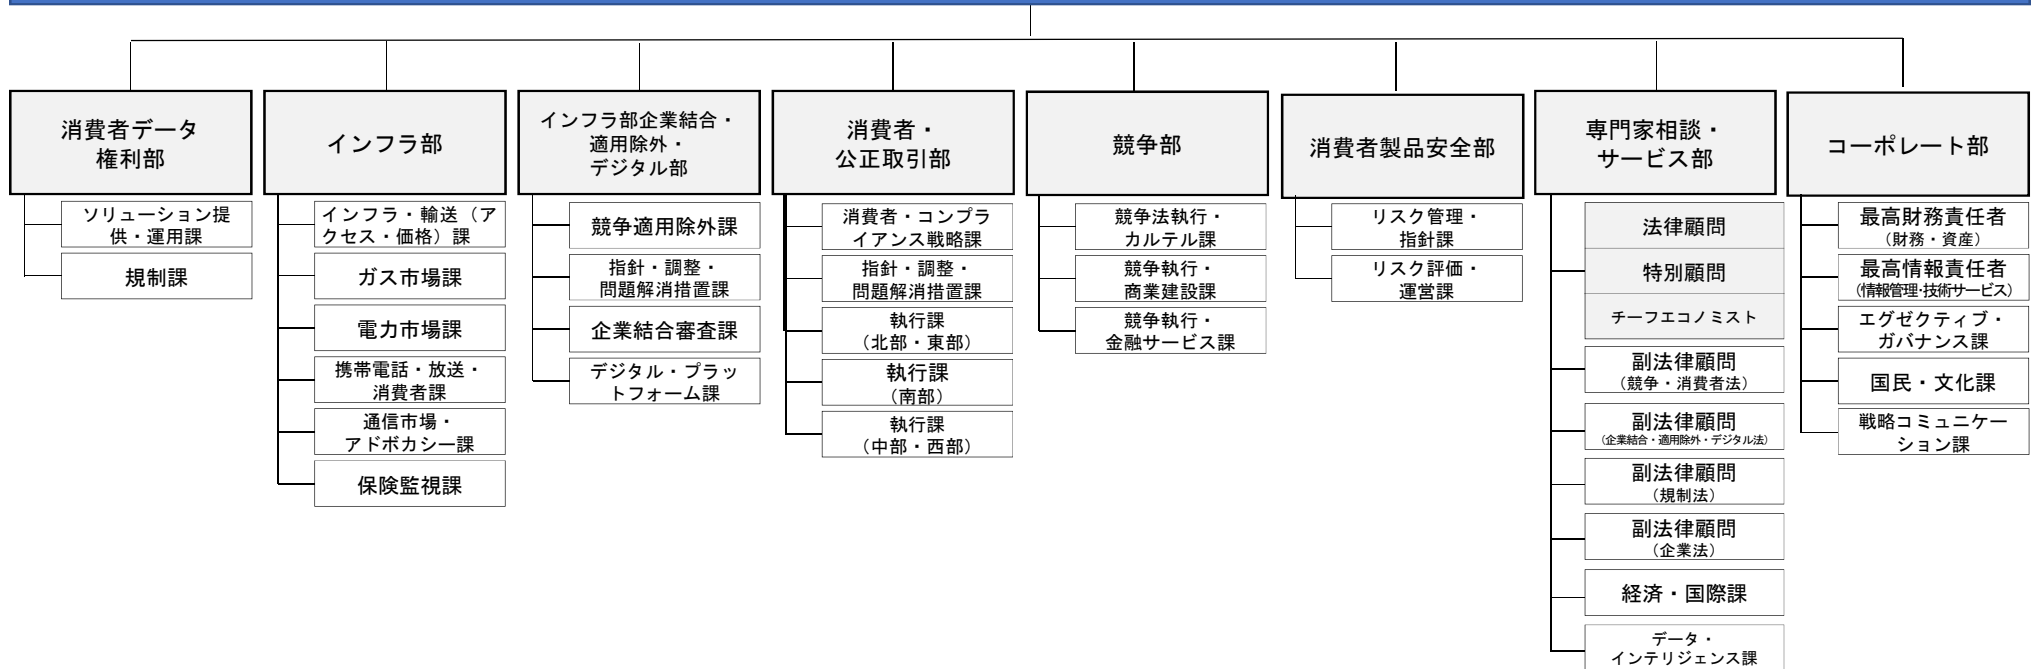 消費者データ
権利部
ソリューション提
供・運用課
規制課
インフラ部
インフラ・輸送（ア
クセス・価格）課
ガス市場課
電力市場課
携帯電話・放送・
消費者課
通信市場・
アドボカシー課
保険監視課
インフラ部企業結合・
適用除外・
デジタル部
競争適用除外課
指針・調整・
問題解消措置課
企業結合審査課
デジタル・プラッ
トフォーム課
消費者・
公正取引部
消費者・コンプラ
イアンス戦略課
指針・調整・
問題解消措置課
執行課
（北部・東部）
執行課
（南部）
執行課
（中部・西部）
競争部
競争法執行・
カルテル課
競争執行・
商業建設課
競争執行・
金融サービス課
消費者製品安全部
リスク管理・
指針課
リスク評価・
運営課
専門家相談・
サービス部
法律顧問
特別顧問
チーフエコノミスト
副法律顧問
（競争・消費者法）
副法律顧問
（企業結合・適用除外・デジタル法）
副法律顧問
（規制法）
副法律顧問
（企業法）
経済・国際課
データ・
インテリジェンス課
コーポレート部
最高財務責任者
（財務・資産）
最高情報責任者
（情報管理・技術サービス）
エグゼクティブ・
ガバナンス課
国民・文化課
戦略コミュニケー
ション課